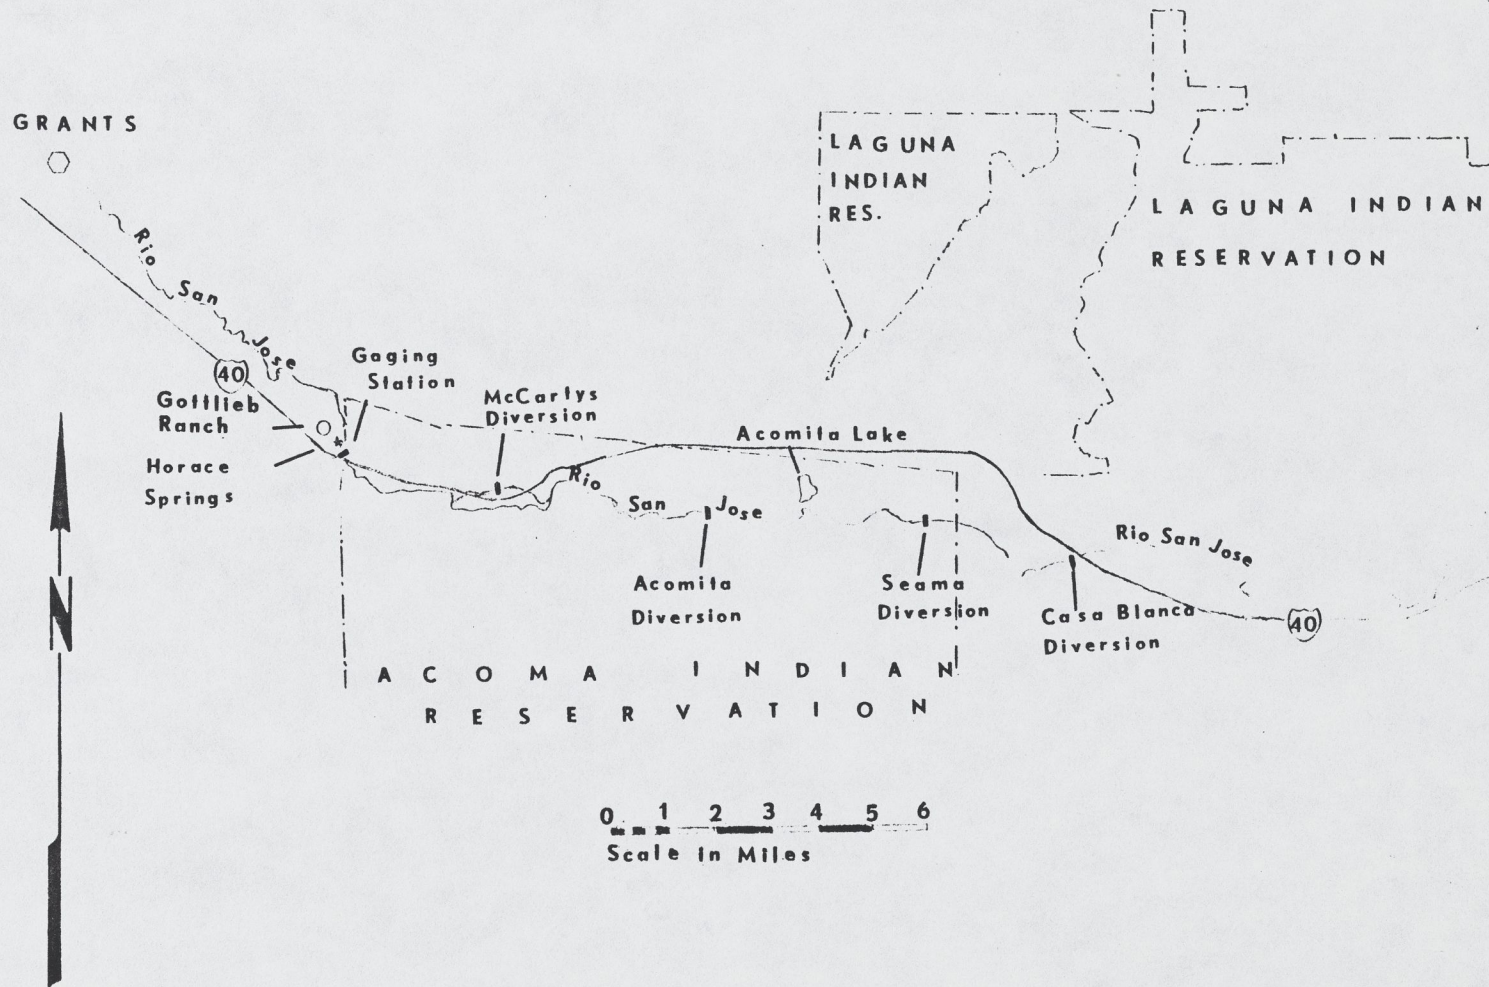 GRANTS
LAGUNA
INDIAN
RES.
LAGUNA INDIAN
RESERVATION
Rio San Jose
40
Gaging
Station
Gottlieb
Ranch
McCartys
Diversion
Acomita Lake
Horace
Springs
Rio San Jose
Rio San Jose
Acomita
Diversion
Seama
Diversion
Casa Blanca
Diversion
40
N
ACOMA INDIAN
RESERVATION
0 1 2 3 4 5 6
Scale in Miles